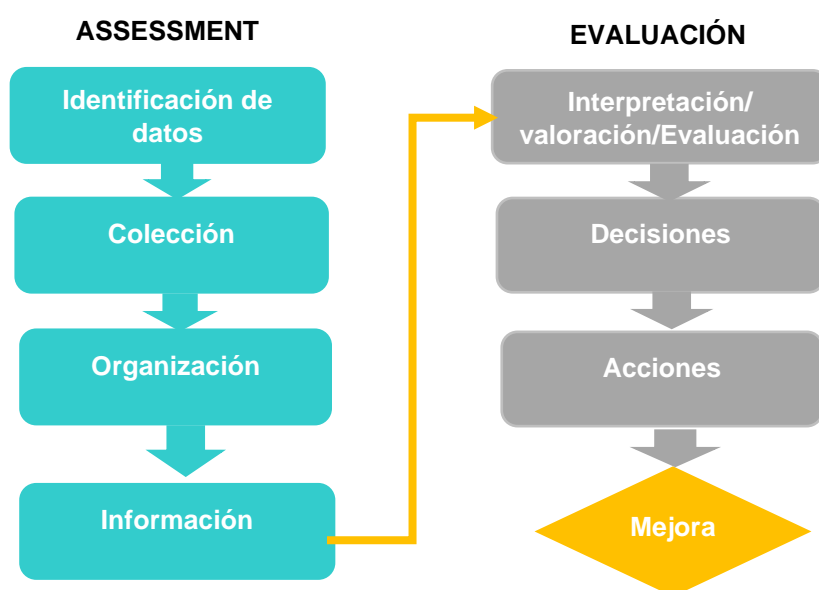 ASSESSMENT
Identificación de
datos
Colección
Organización
Información
EVALUACIÓN
Interpretación/
valoración/Evaluación
Decisiones
Acciones
Mejora